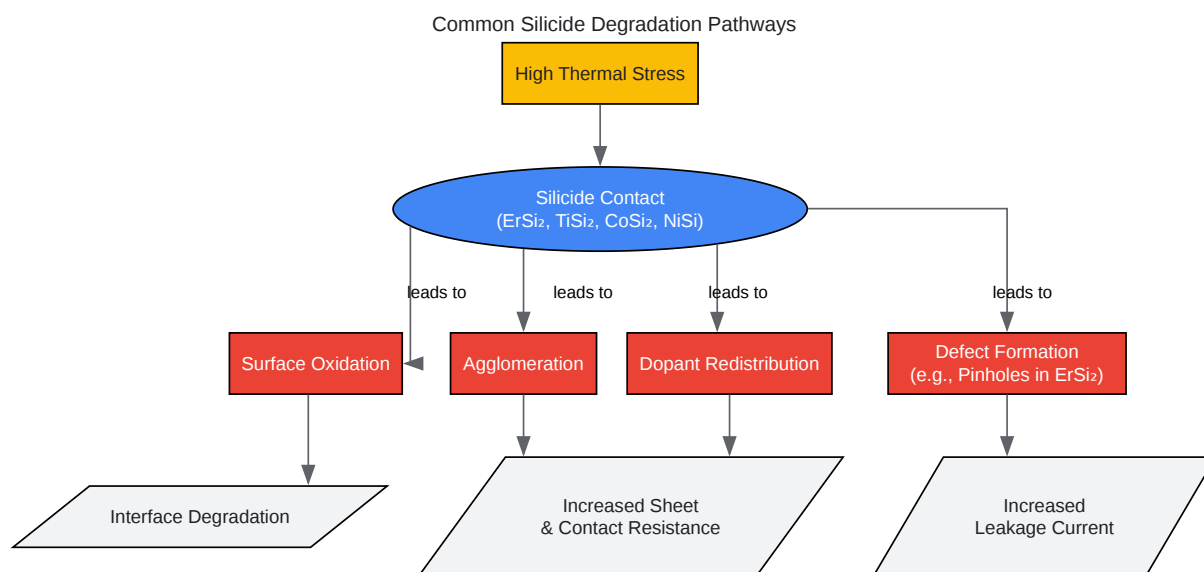 Common Silicide Degradation Pathways
High Thermal Stress
Silicide Contact
(ErSi₂, TiSi₂, CoSi₂, NiSi)
leads to
leads to
leads to
leads to
Surface Oxidation
Agglomeration
Dopant Redistribution
Defect Formation
(e.g., Pinholes in ErSi₂)
Interface Degradation
Increased Sheet
& Contact Resistance
Increased
Leakage Current